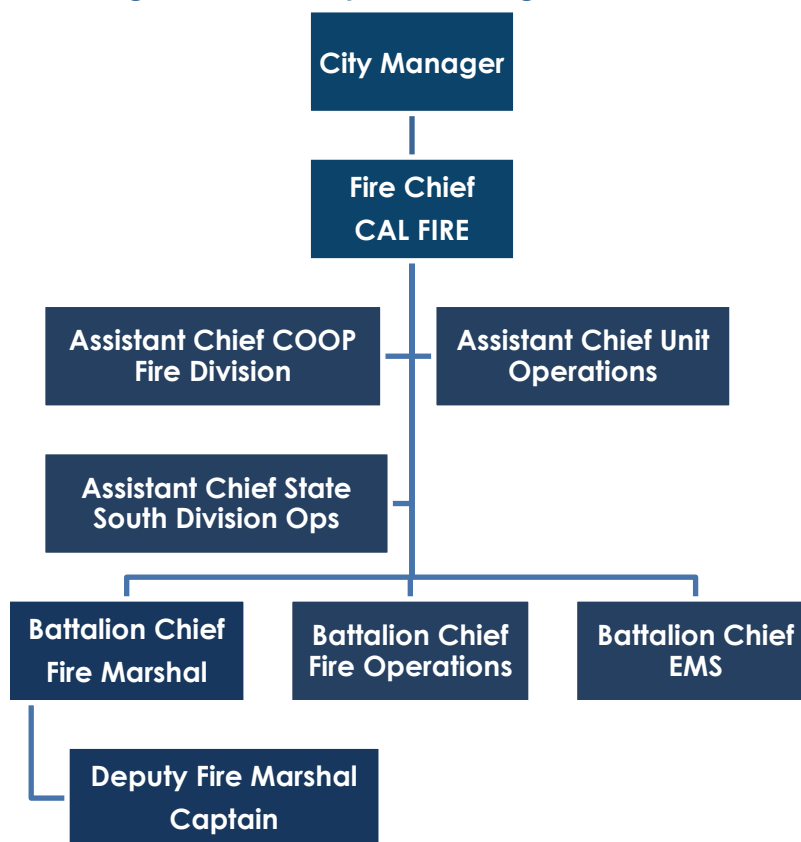 City Manager
Fire Chief
CAL FIRE
Assistant Chief COOP
Fire Division
Assistant Chief Unit
Operations
Assistant Chief State
South Division Ops
Battalion Chief
Fire Marshal
Battalion Chief
Fire Operations
Battalion Chief
EMS
Deputy Fire Marshal
Captain